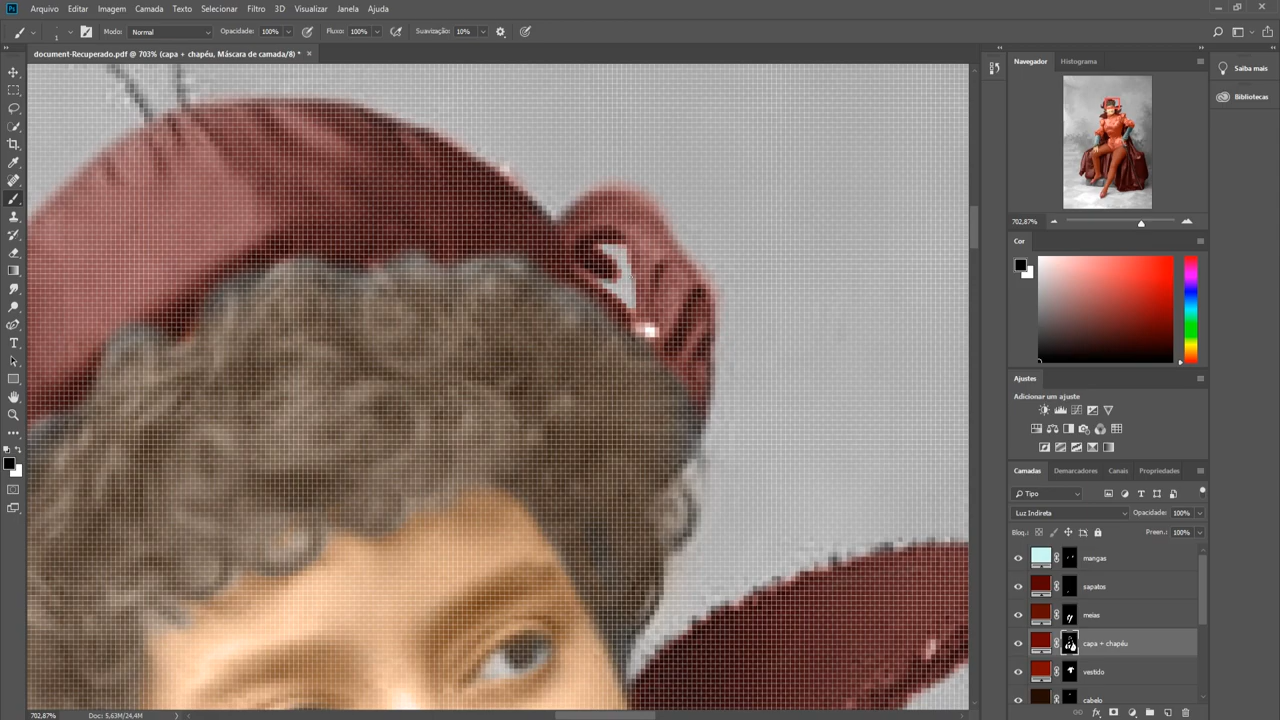 Ps Arquivo Editar Imagem Camada Texto Selecionar Filtro 3D Visualizar Janela Ajuda
1 Modo: Normal Opacidade: 100% Fluxo: 100% Suavização: 10%
document-Recuperado.pdf @ 703% (capa + chapéu, Máscara de camada/8) * ×
Navegador Histograma
Saiba mais
Bibliotecas
702,87%
Cor
Ajustes
Adicionar um ajuste
Camadas Demarcadores Canais Propriedades
Tipo
Luz Indireta Opacidade: 100%
Bloq.: Preen.: 100%
mangas
sapatos
meias
capa + chapéu
vestido
cabelo
702,87% Doc: 5,63M/24,4M